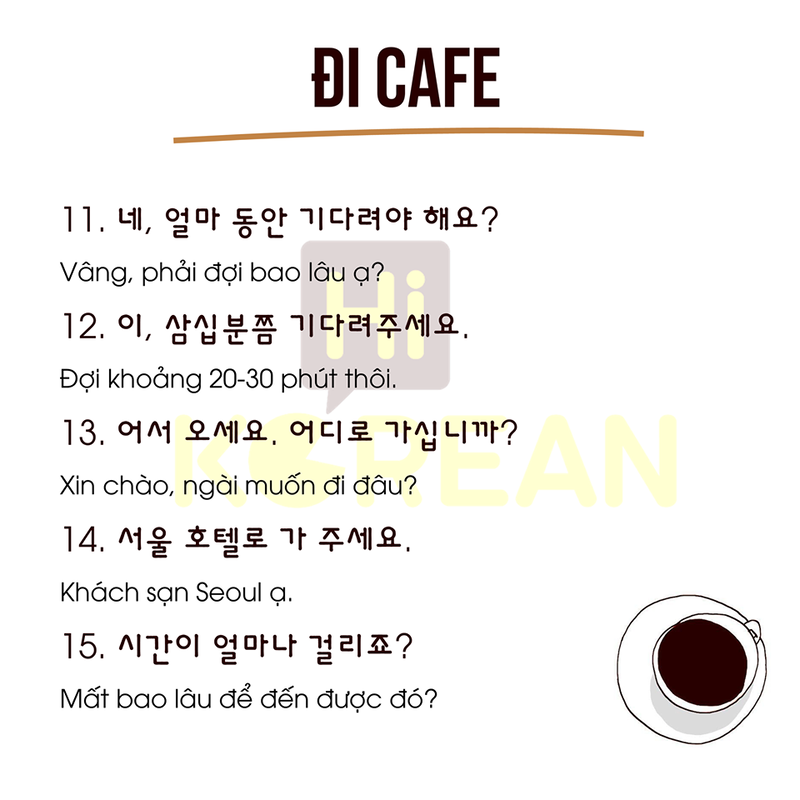 ĐI CAFE
11. 네, 얼마 동안 기다려야 해요?
Vâng, phải đợi bao lâu ạ?
12. 이, 삼십분쯤 기다려주세요.
Đợi khoảng 20-30 phút thôi.
13. 어서 오세요. 어디로 가십니까?
Xin chào, ngài muốn đi đâu?
14. 서울 호텔로 가 주세요.
Khách sạn Seoul ạ.
15. 시간이 얼마나 걸리죠?
Mất bao lâu để đến được đó?
Hi
KOREAN